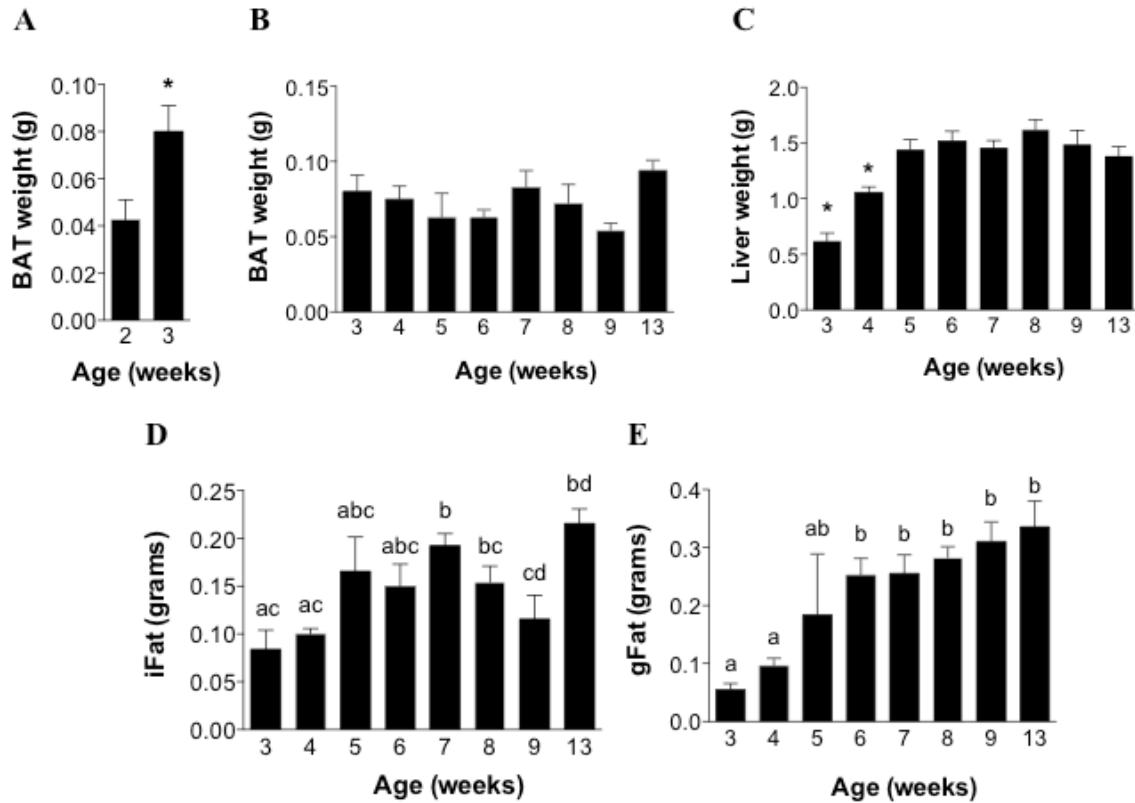 A
BAT weight (g)
0.10
0.08
0.06
0.04
0.02
0.00
*
2 3
Age (weeks)
B
BAT weight (g)
0.15
0.10
0.05
0.00
3 4 5 6 7 8 9 13
Age (weeks)
C
Liver weight (g)
2.0
1.5
1.0
0.5
0.0
* *
3 4 5 6 7 8 9 13
Age (weeks)
D
iFat (grams)
0.25
0.20
0.15
0.10
0.05
0.00
ac ac abc abc b bc cd bd
3 4 5 6 7 8 9 13
Age (weeks)
E
gFat (grams)
0.4
0.3
0.2
0.1
0.0
a a ab b b b b b
3 4 5 6 7 8 9 13
Age (weeks)